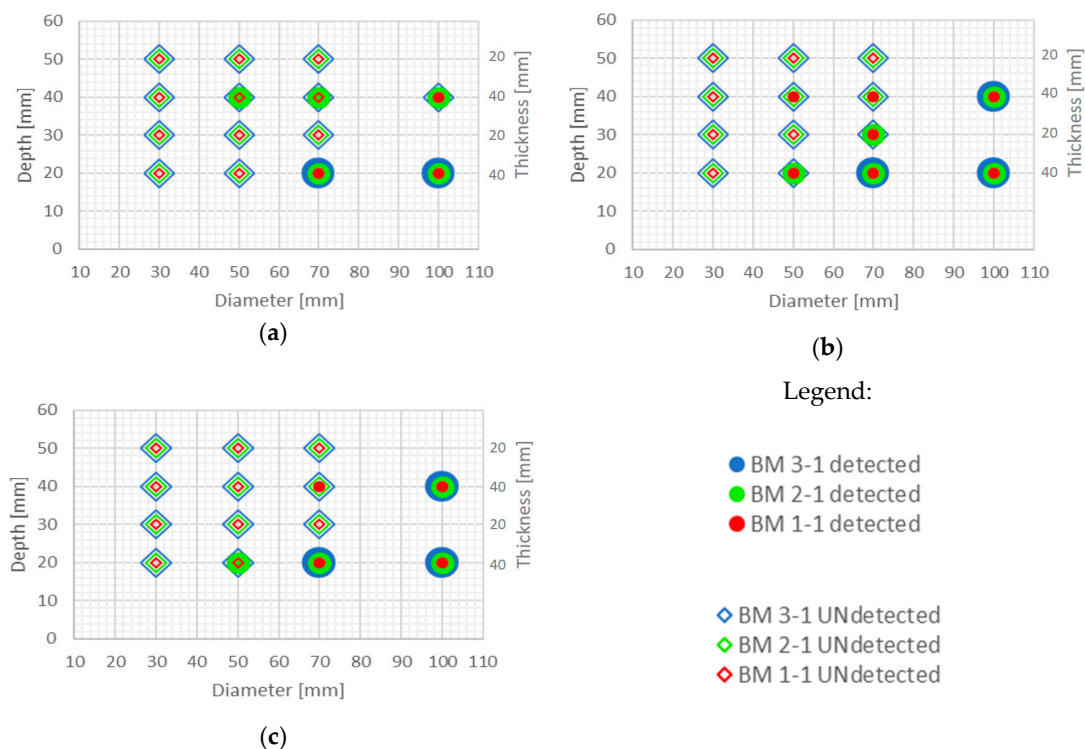 60
50
40
30
20
10
0
Depth [mm]
20
40
20
40
Thickness [mm]
10 20 30 40 50 60 70 80 90 100 110
Diameter [mm]
(a)
60
50
40
30
20
10
0
Depth [mm]
20
40
20
40
Thickness [mm]
10 20 30 40 50 60 70 80 90 100 110
Diameter [mm]
(b)
60
50
40
30
20
10
0
Depth [mm]
20
40
20
40
Thickness [mm]
10 20 30 40 50 60 70 80 90 100 110
Diameter [mm]
(c)
Legend:
BM 3-1 detected
BM 2-1 detected
BM 1-1 detected
BM 3-1 UNdetected
BM 2-1 UNdetected
BM 1-1 UNdetected